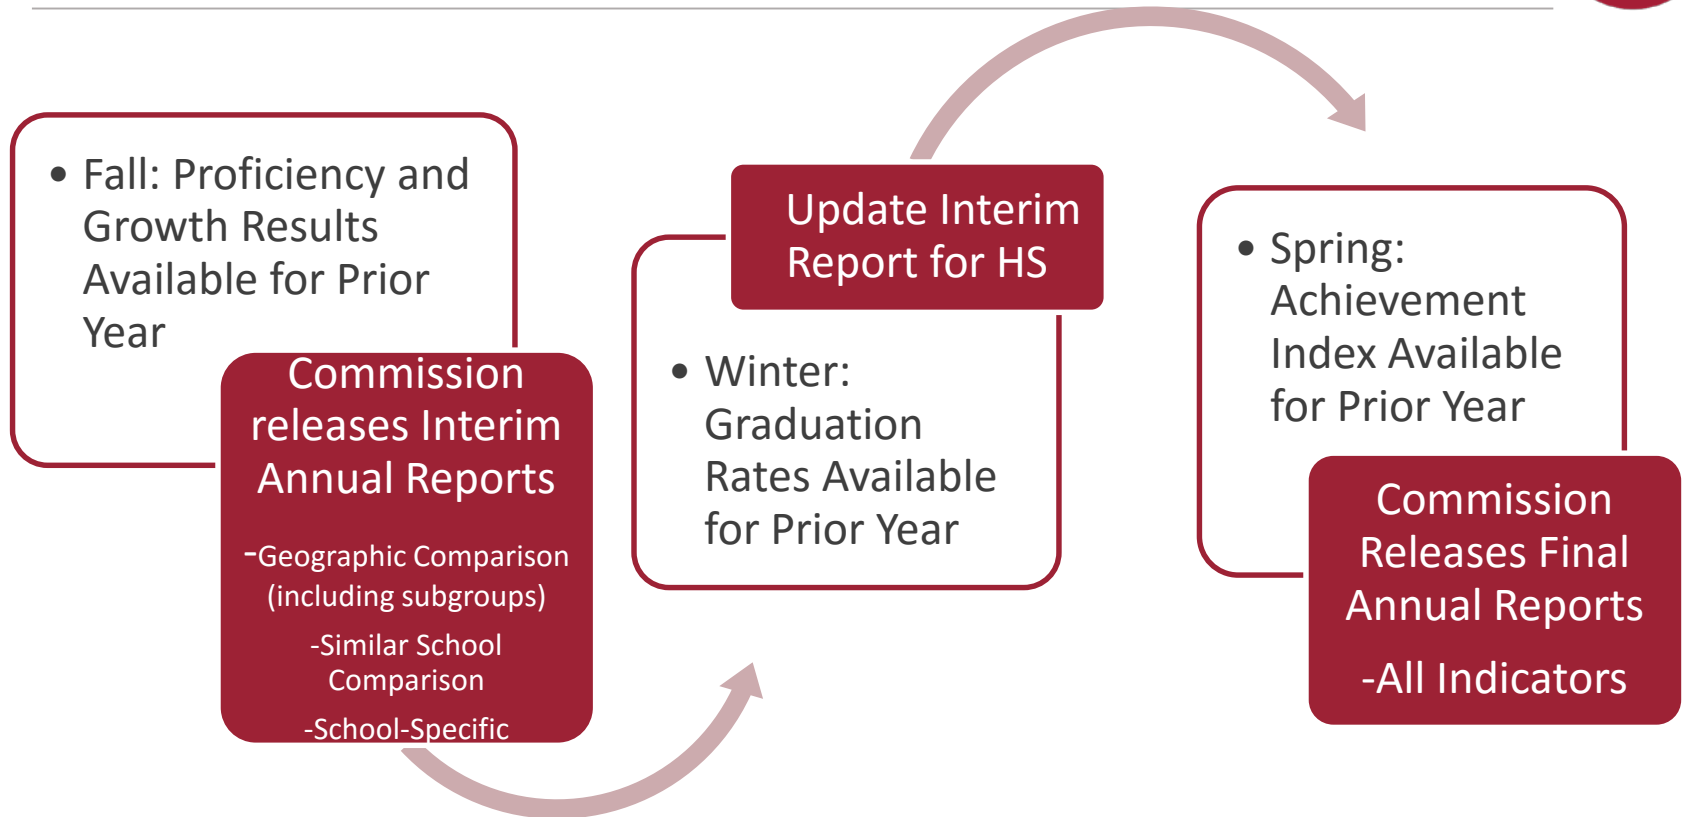 • Fall: Proficiency and
Growth Results
Available for Prior
Year
Commission
releases Interim
Annual Reports
-Geographic Comparison
(including subgroups)
-Similar School
Comparison
-School-Specific
Update Interim
Report for HS
• Winter:
Graduation
Rates Available
for Prior Year
• Spring:
Achievement
Index Available
for Prior Year
Commission
Releases Final
Annual Reports
-All Indicators